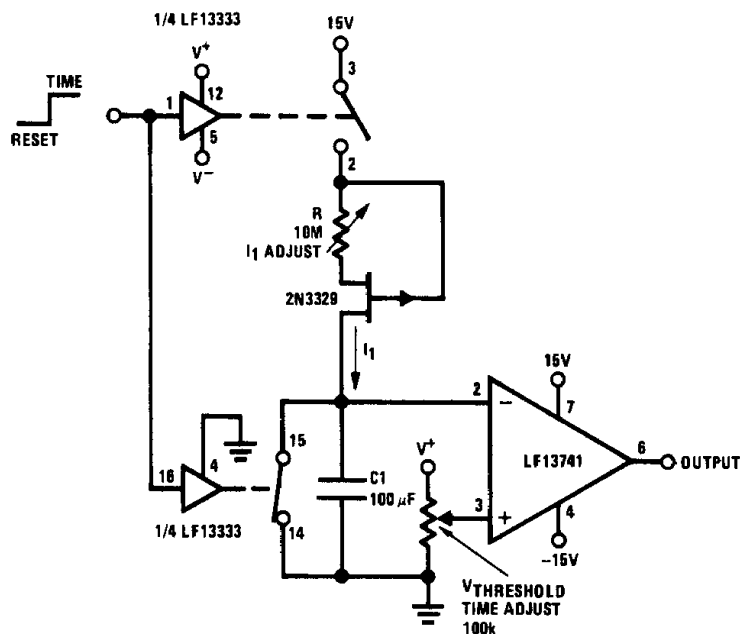 1/4 LF13333
15V
V+
3
TIME
12
1
RESET
5
V−
2
R
10M
I1 ADJUST
2N3329
I1
2
15V
7
4
15
V+
LF13741
6
OUTPUT
16
C1
100 μF
3
4
−15V
14
1/4 LF13333
VTHRESHOLD
TIME ADJUST
100k
−
+